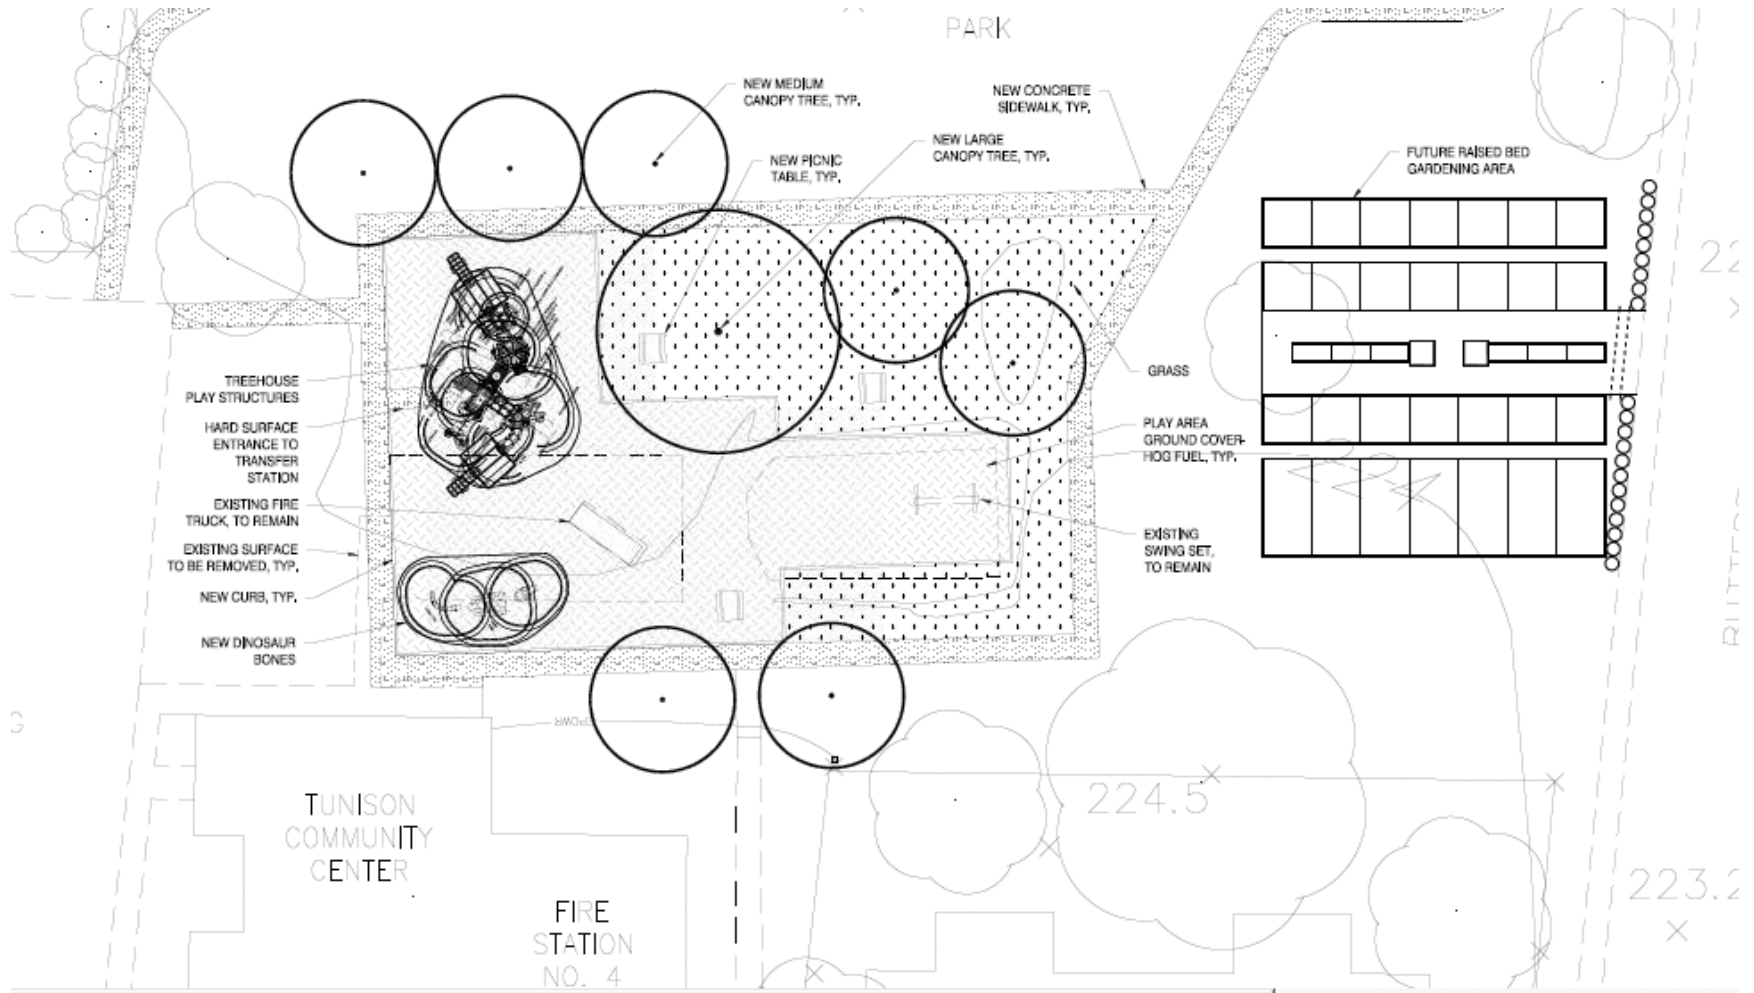 PARK
NEW MEDIUM
CANOPY TREE, TYP.
NEW CONCRETE
SIDEWALK, TYP.
NEW LARGE
CANOPY TREE, TYP.
NEW PICNIC
TABLE, TYP.
FUTURE RAISED BED
GARDENING AREA
TREEHOUSE
PLAY STRUCTURES
HARD SURFACE
ENTRANCE TO
TRANSFER
STATION
EXISTING FIRE
TRUCK, TO REMAIN
EXISTING SURFACE
TO BE REMOVED, TYP.
NEW CURB, TYP.
NEW DINOSAUR
BONES
GRASS
PLAY AREA
GROUND COVER-
HOG FUEL, TYP.
EXISTING
SWING SET,
TO REMAIN
224
POWR
224.5
223.2
TUNISON
COMMUNITY
CENTER
FIRE
STATION
NO. 4